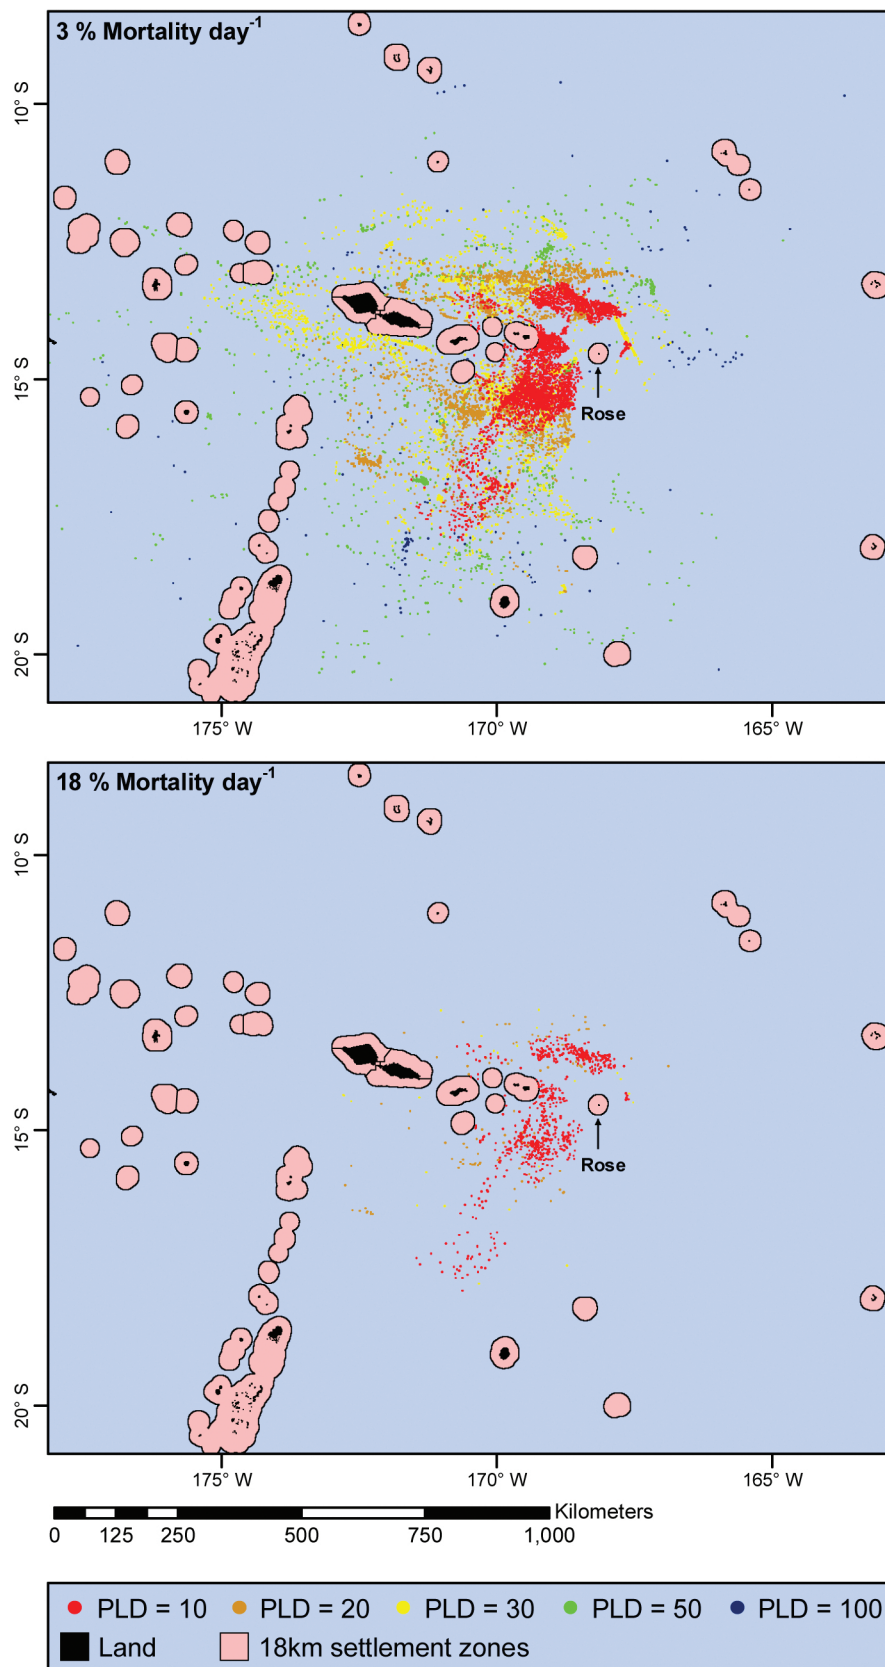 3 % Mortality day-1
10° S
15° S
Rose
20° S
175° W
170° W
165° W
18 % Mortality day-1
10° S
15° S
Rose
20° S
175° W
170° W
165° W
Kilometers
0 125 250 500 750 1,000
PLD = 10 PLD = 20 PLD = 30 PLD = 50 PLD = 100
Land 18km settlement zones